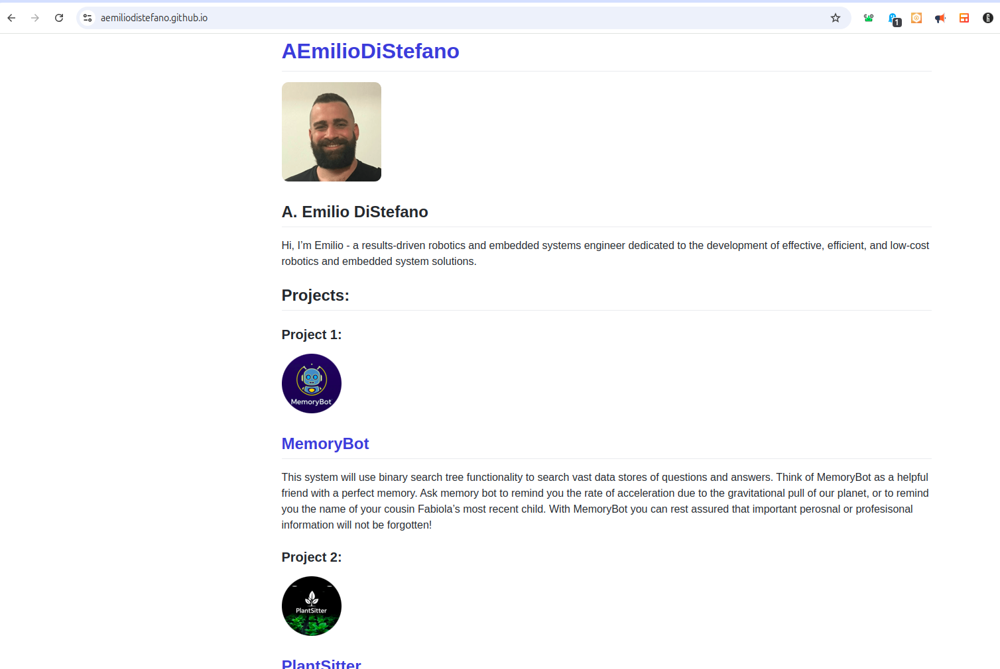 aemiliodistefano.github.io
1
AEmilioDiStefano
A. Emilio DiStefano
Hi, I’m Emilio - a results-driven robotics and embedded systems engineer dedicated to the development of effective, efficient, and low-cost
robotics and embedded system solutions.
Projects:
Project 1:
MemoryBot
MemoryBot
This system will use binary search tree functionality to search vast data stores of questions and answers. Think of MemoryBot as a helpful
friend with a perfect memory. Ask memory bot to remind you the rate of acceleration due to the gravitational pull of our planet, or to remind
you the name of your cousin Fabiola’s most recent child. With MemoryBot you can rest assured that important perosnal or profesisonal
information will not be forgotten!
Project 2:
PlantSitter
PlantSitter